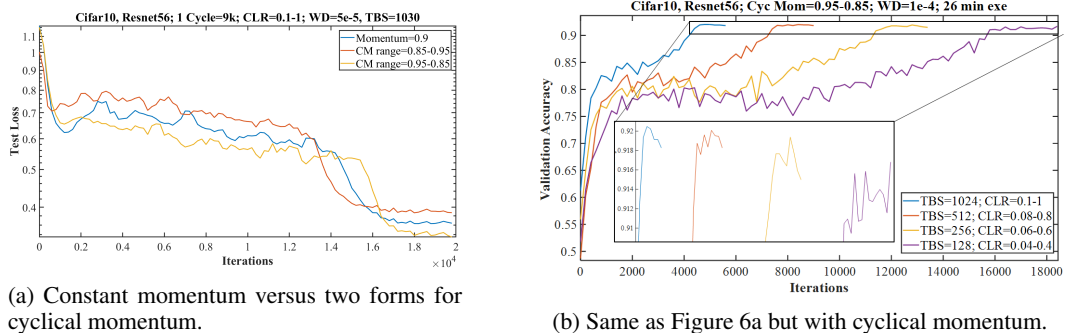 Cifar10, Resnet56; 1 Cycle=9k; CLR=0.1-1; WD=5e-5, TBS=1030
1.1
1
0.9
0.8
0.7
0.6
0.5
0.4
Test Loss
Momentum=0.9
CM range=0.85-0.95
CM range=0.95-0.85
0
0.2
0.4
0.6
0.8
1
1.2
1.4
1.6
1.8
2
×10⁴
Iterations
(a) Constant momentum versus two forms for
cyclical momentum.
Cifar10, Resnet56; Cyc Mom=0.95-0.85; WD=1e-4; 26 min exe
0.9
0.85
0.8
0.75
0.7
0.65
0.6
0.55
0.5
Validation Accuracy
0.92
0.918
0.916
0.914
0.912
0.91
TBS=1024; CLR=0.1-1
TBS=512; CLR=0.08-0.8
TBS=256; CLR=0.06-0.6
TBS=128; CLR=0.04-0.4
0
2000
4000
6000
8000
10000
12000
14000
16000
18000
Iterations
(b) Same as Figure 6a but with cyclical momentum.